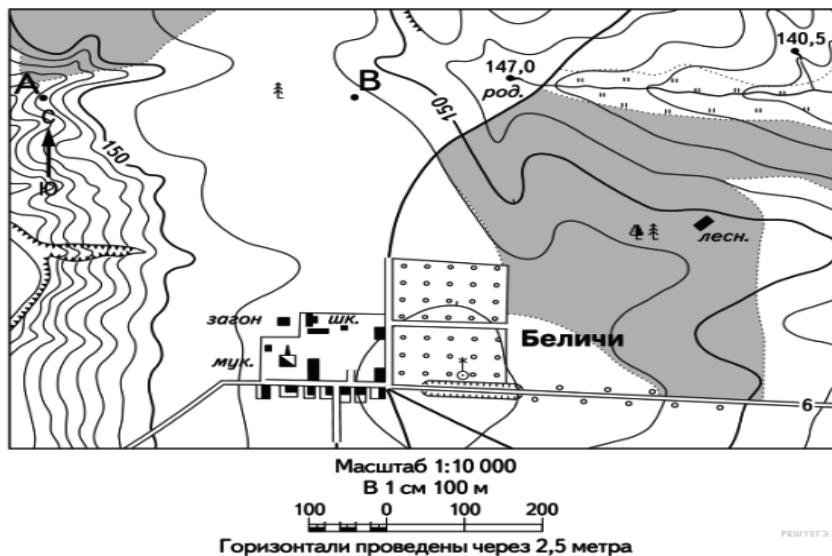 140,5
147,0
род.
А
В
150
С
Ю
150
лесн.
загон
шк.
Беличи
мук.
6
Масштаб 1:10 000
В 1 см 100 м
100 0 100 200
Горизонтали проведены через 2,5 метра